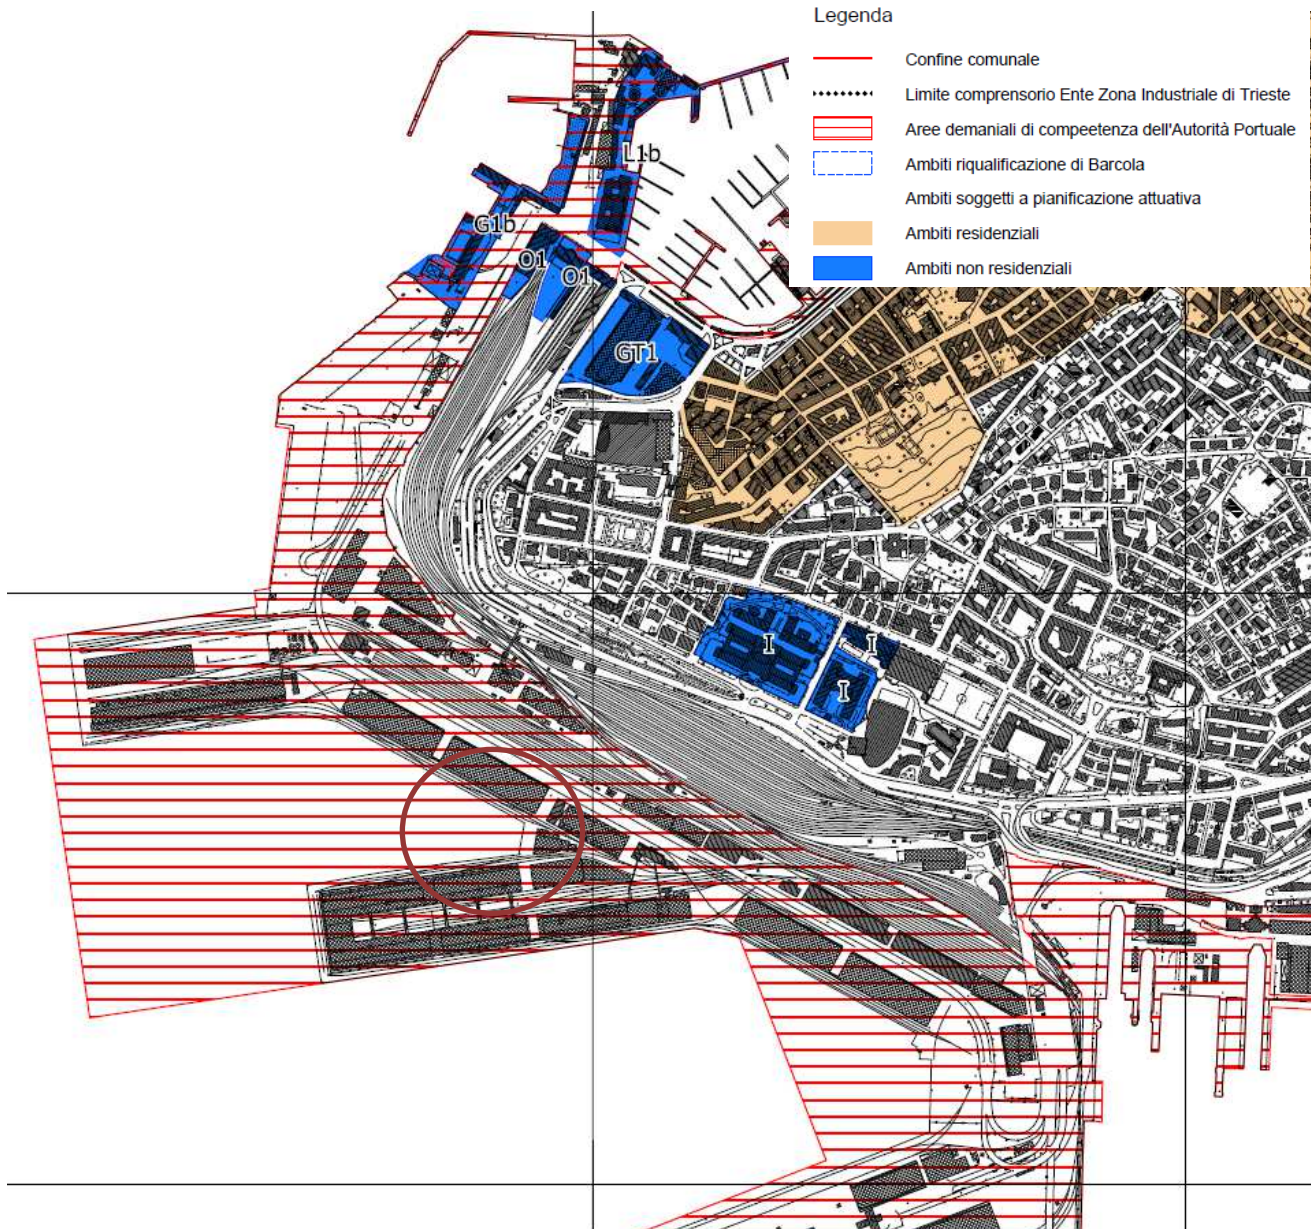 Legenda
Confine comunale
Limite comprensorio Ente Zona Industriale di Trieste
Aree demaniali di compeetenza dell'Autorità Portuale
Ambiti riqualificazione di Barcola
Ambiti soggetti a pianificazione attuativa
Ambiti residenziali
Ambiti non residenziali
L1b
G1b
O1
O1
GT1
I
I
I